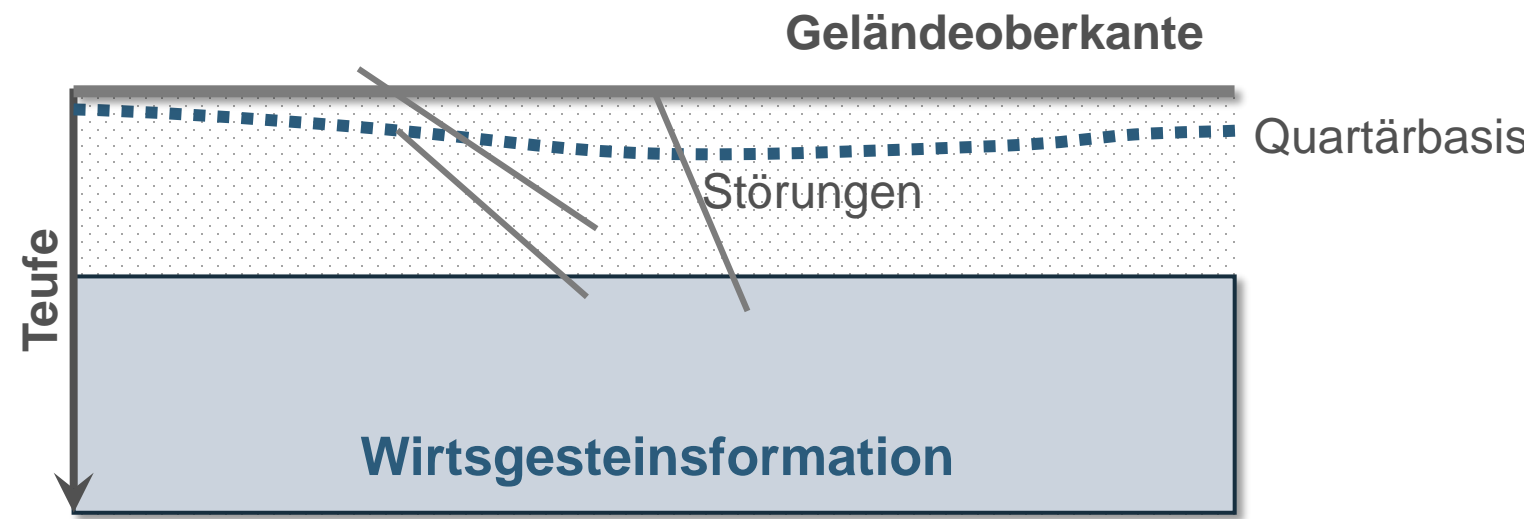 Geländeoberkante
Quartärbasis
Störungen
Teufe
Wirtsgesteinsformation